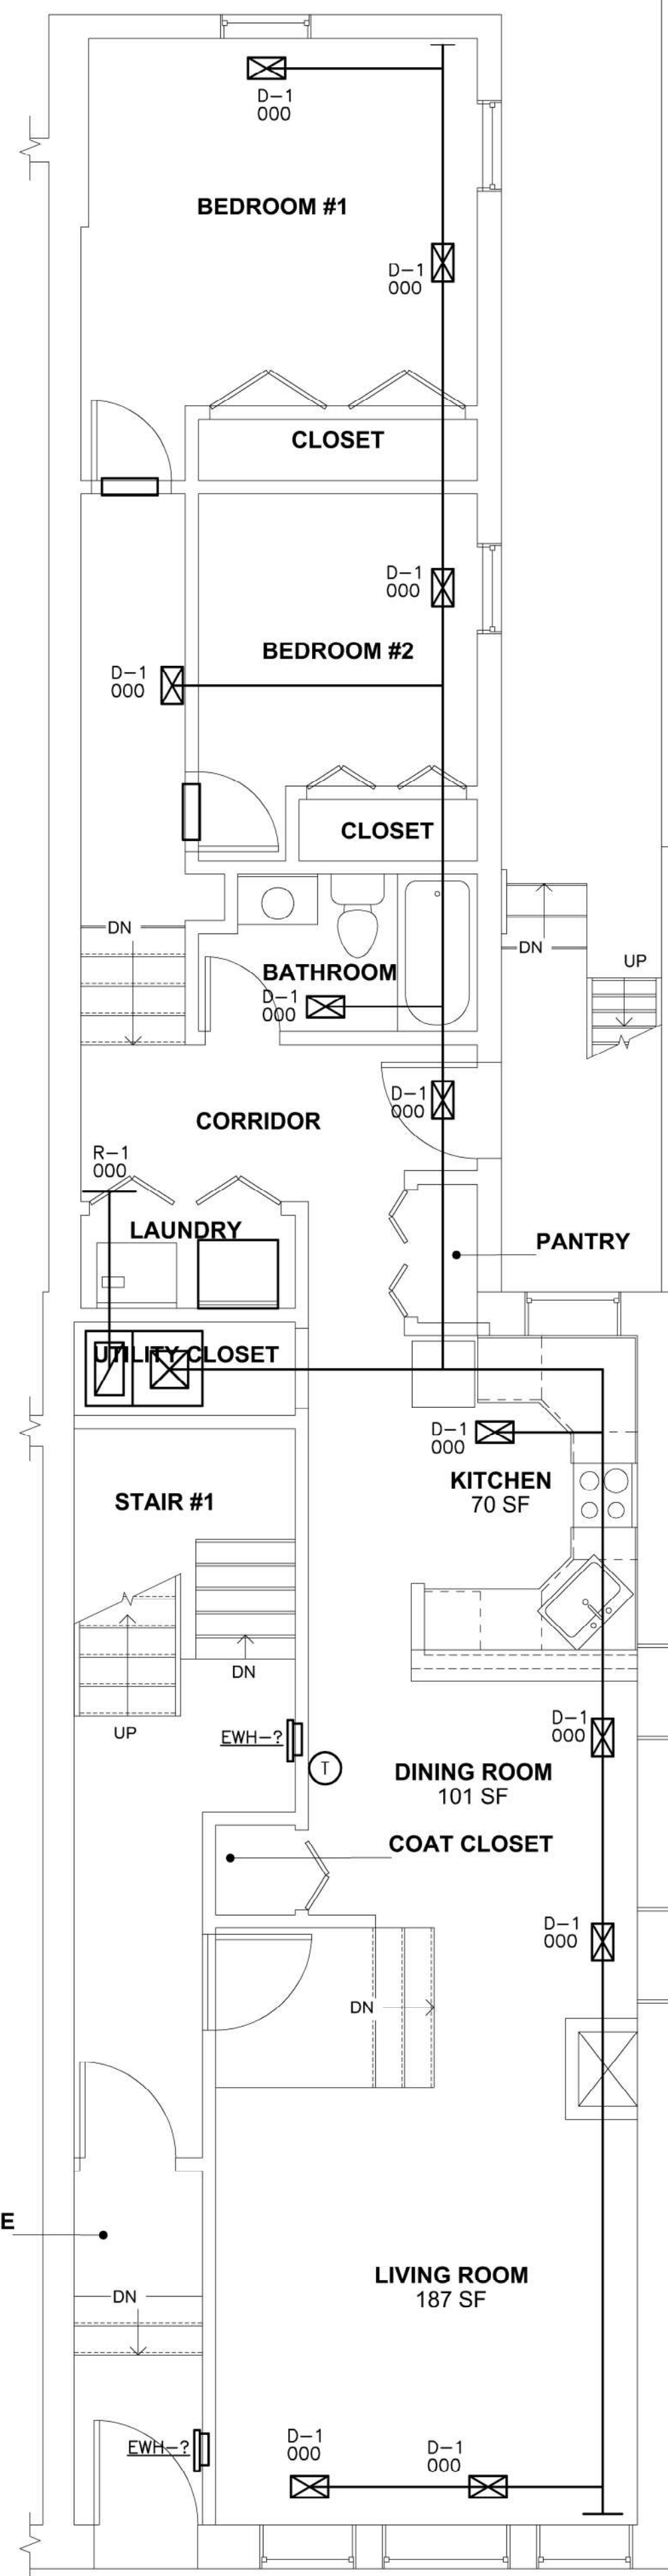 D-1
000
BEDROOM #1
D-1
000
CLOSET
D-1
000
BEDROOM #2
D-1
000
CLOSET
DN
DN
UP
BATHROOM
D-1
000
D-1
000
CORRIDOR
R-1
000
LAUNDRY
PANTRY
UTILITY CLOSET
D-1
000
KITCHEN
70 SF
STAIR #1
DN
UP
EWH-?
T
D-1
000
DINING ROOM
101 SF
COAT CLOSET
D-1
000
DN
E
LIVING ROOM
187 SF
DN
EWH-?
D-1
000
D-1
000